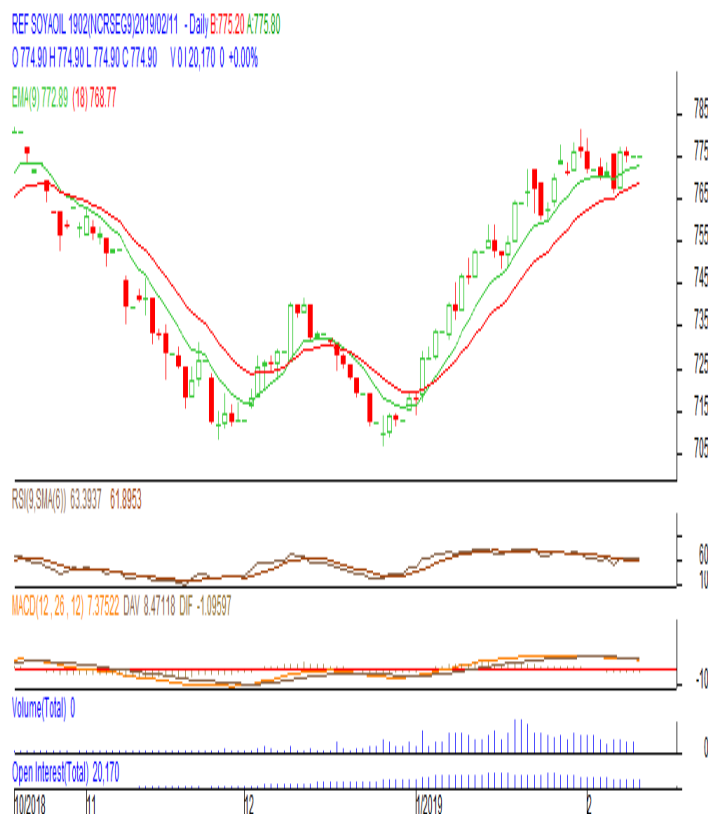 REF SOYAOIL 1902(NCRSEG9)2019/02/11 - Daily B:775.20 A:775.80
O 774.90 H 774.90 L 774.90 C 774.90 V 0 I 20,170 0 +0.00%
EMA(9) 772.89 (18) 768.77
785
775
765
755
745
735
725
715
705
RSI(9,SMA(6)) 63.3937 61.8953
60
10
MACD(12 , 26 , 12) 7.37522 DAV 8.47118 DIF -1.09597
-10
Volume(Total) 0
0
Open Interest(Total) 20,170
10/2018 11 12 1/2019 2